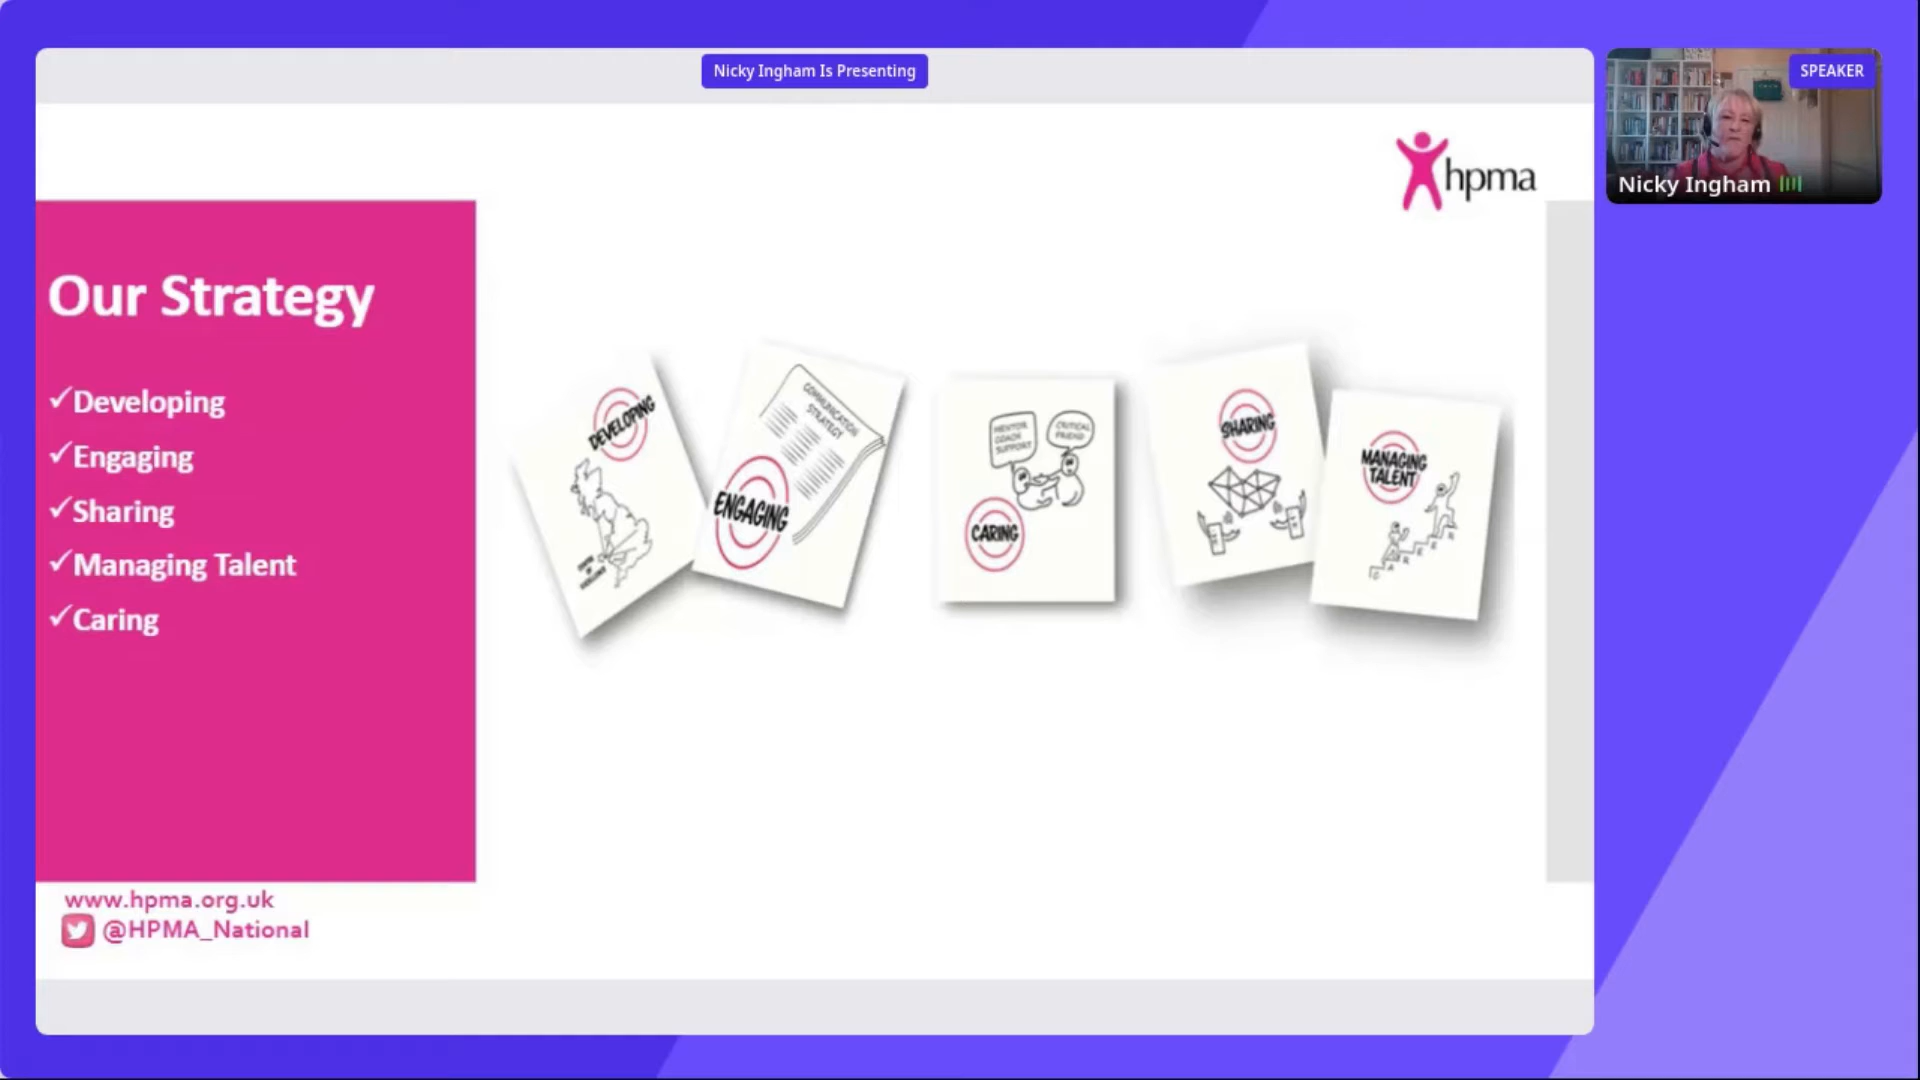 Nicky Ingham Is Presenting
SPEAKER
Nicky Ingham
hpma
Our Strategy
✓Developing
✓Engaging
✓Sharing
✓Managing Talent
✓Caring
DEVELOPING
COMMUNICATION
STRATEGY
ENGAGING
MENTOR
COACH
SUPPORT
CRITICAL
FRIEND
CARING
SHARING
MANAGING
TALENT
CAREER
www.hpma.org.uk
@HPMA_National